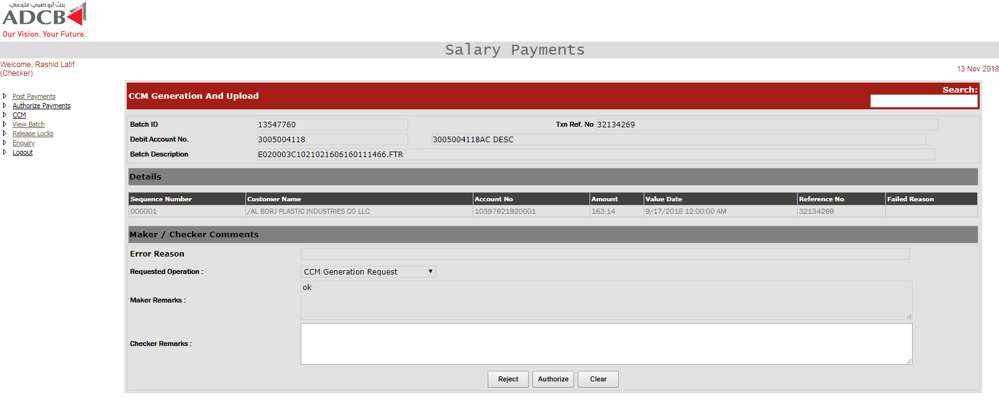 بنك أبوظبي التجاري
ADCB
Our Vision. Your Future.
Salary Payments
Welcome, Rashid Latif
(Checker)
13 Nov 2018
Post Payments
Authorize Payments
CCM
View Batch
Release Locks
Enquiry
Logout
CCM Generation And Upload
Search:
Batch ID 13547760 Txn Ref. No 32134269
Debit Account No. 3005004118 3005004118AC DESC
Batch Description E020003C1021021606160111466.FTR
Details
Sequence Number Customer Name Account No Amount Value Date Reference No Failed Reason
000001 /AL BORJ PLASTIC INDUSTRIES CO LLC 10397621920001 163.14 9/17/2018 12:00:00 AM 32134269
Maker / Checker Comments
Error Reason
Requested Operation : CCM Generation Request
Maker Remarks : ok
Checker Remarks :
Reject Authorize Clear